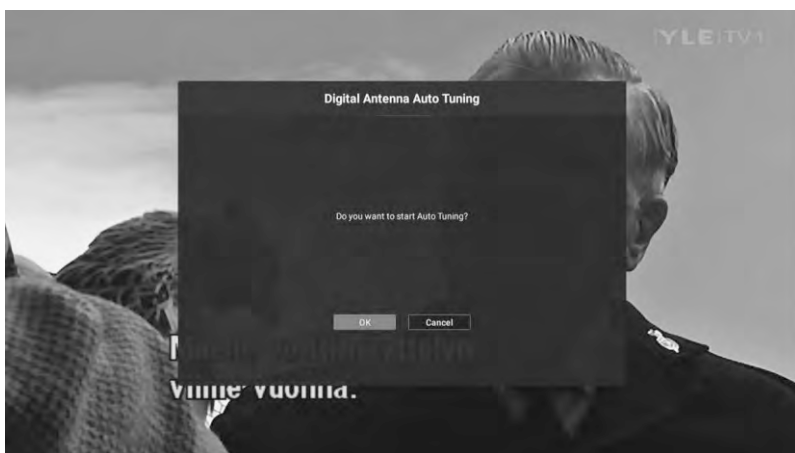 YLE TV1
Digital Antenna Auto Tuning
Do you want to start Auto Tuning?
OK Cancel
viime vuonna.